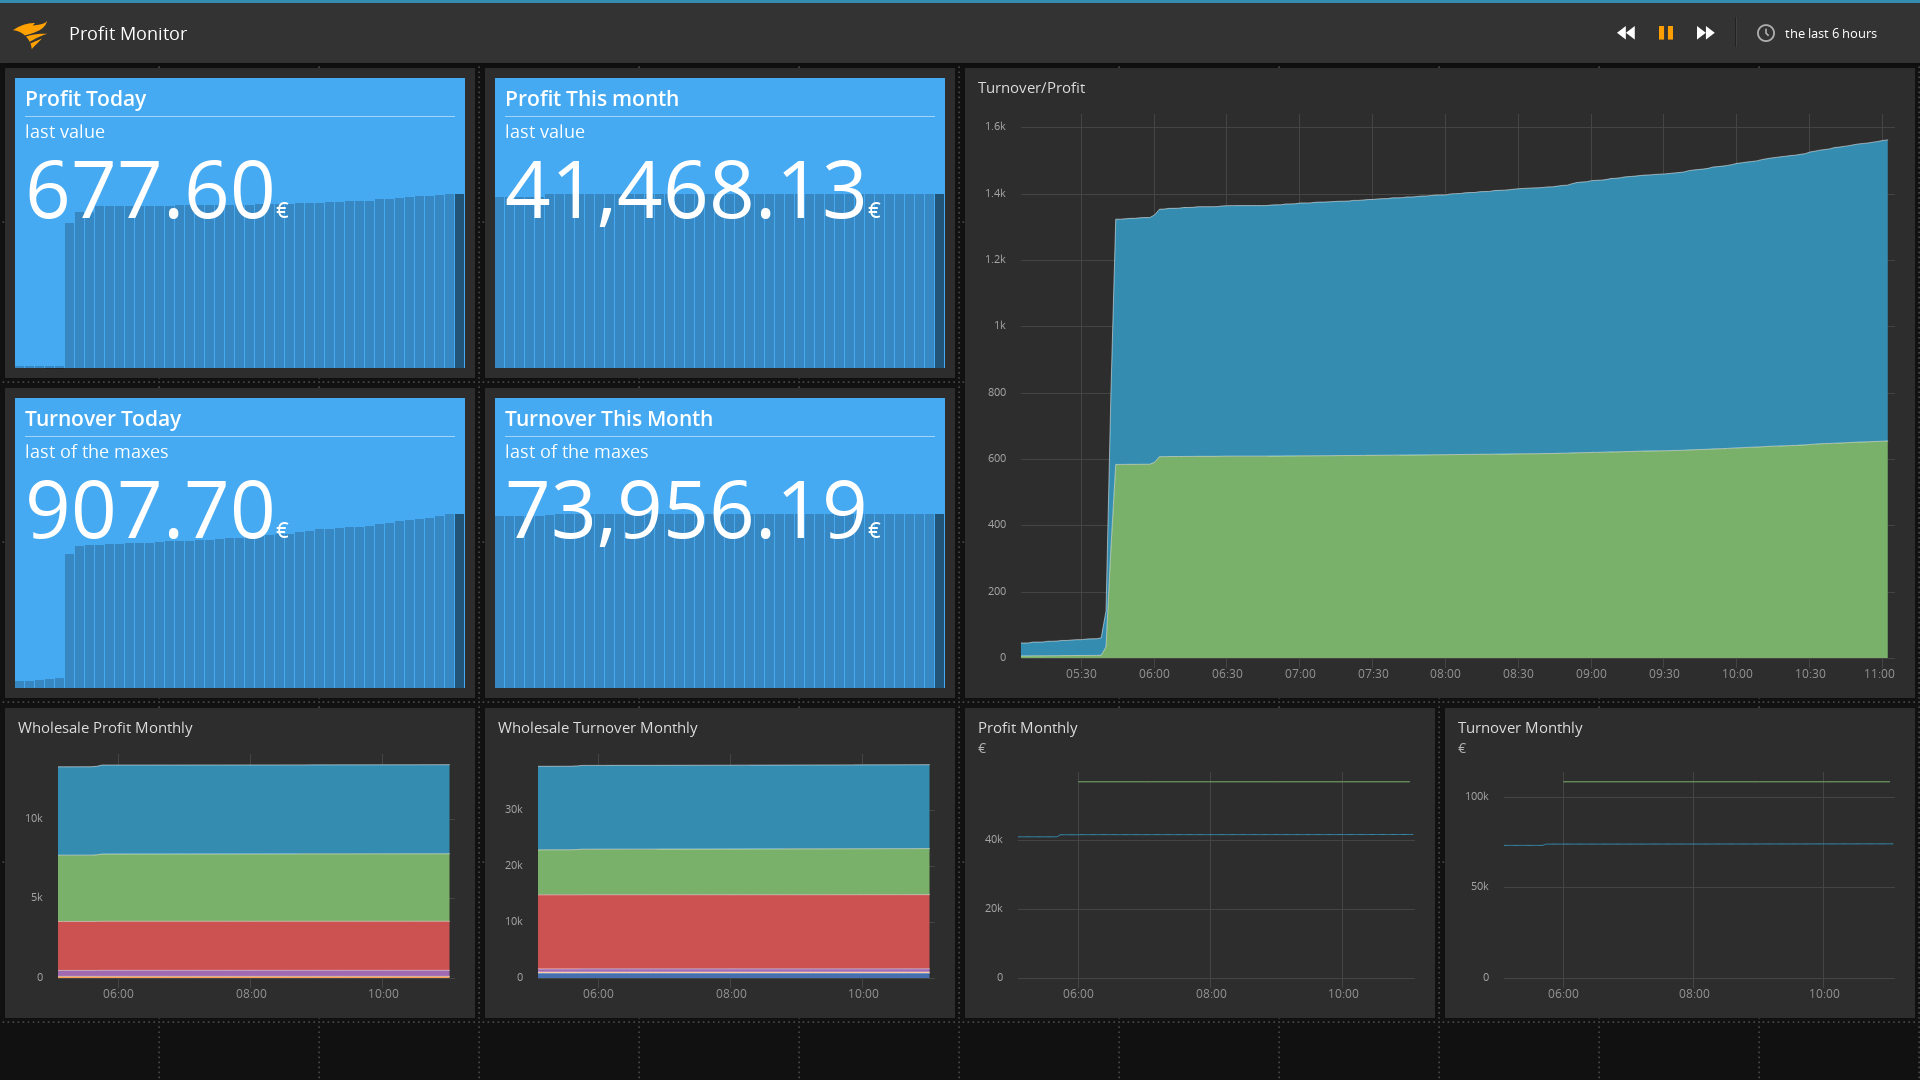 Profit Monitor
the last 6 hours
Profit Today
last value
677.60€
Profit This month
last value
41,468.13€
Turnover/Profit
1.6k
1.4k
1.2k
1k
800
600
400
200
0
05:30 06:00 06:30 07:00 07:30 08:00 08:30 09:00 09:30 10:00 10:30 11:00
Turnover Today
last of the maxes
907.70€
Turnover This Month
last of the maxes
73,956.19€
Wholesale Profit Monthly
10k
5k
0
06:00 08:00 10:00
Wholesale Turnover Monthly
30k
20k
10k
0
06:00 08:00 10:00
Profit Monthly
€
40k
20k
0
06:00 08:00 10:00
Turnover Monthly
€
100k
50k
0
06:00 08:00 10:00